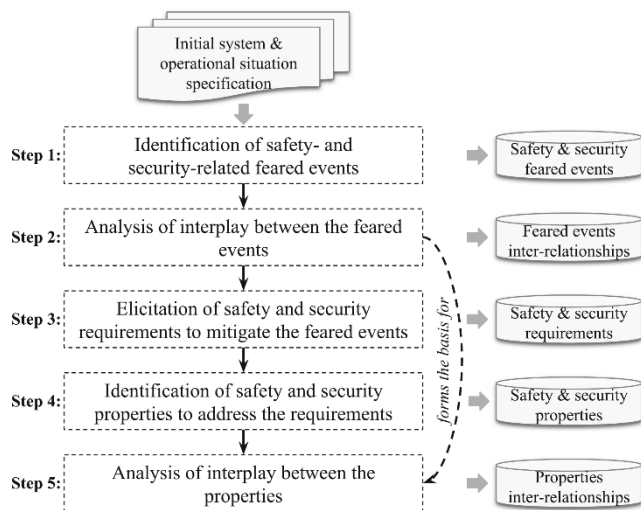 Initial system &
operational situation
specification
Step 1:
Identification of safety- and
security-related feared events
Safety & security
feared events
Step 2:
Analysis of interplay between the feared
events
Feared events
inter-relationships
forms the basis for
Step 3:
Elicitation of safety and security
requirements to mitigate the feared events
Safety & security
requirements
Step 4:
Identification of safety and security
properties to address the requirements
Safety & security
properties
Step 5:
Analysis of interplay between the
properties
Properties
inter-relationships